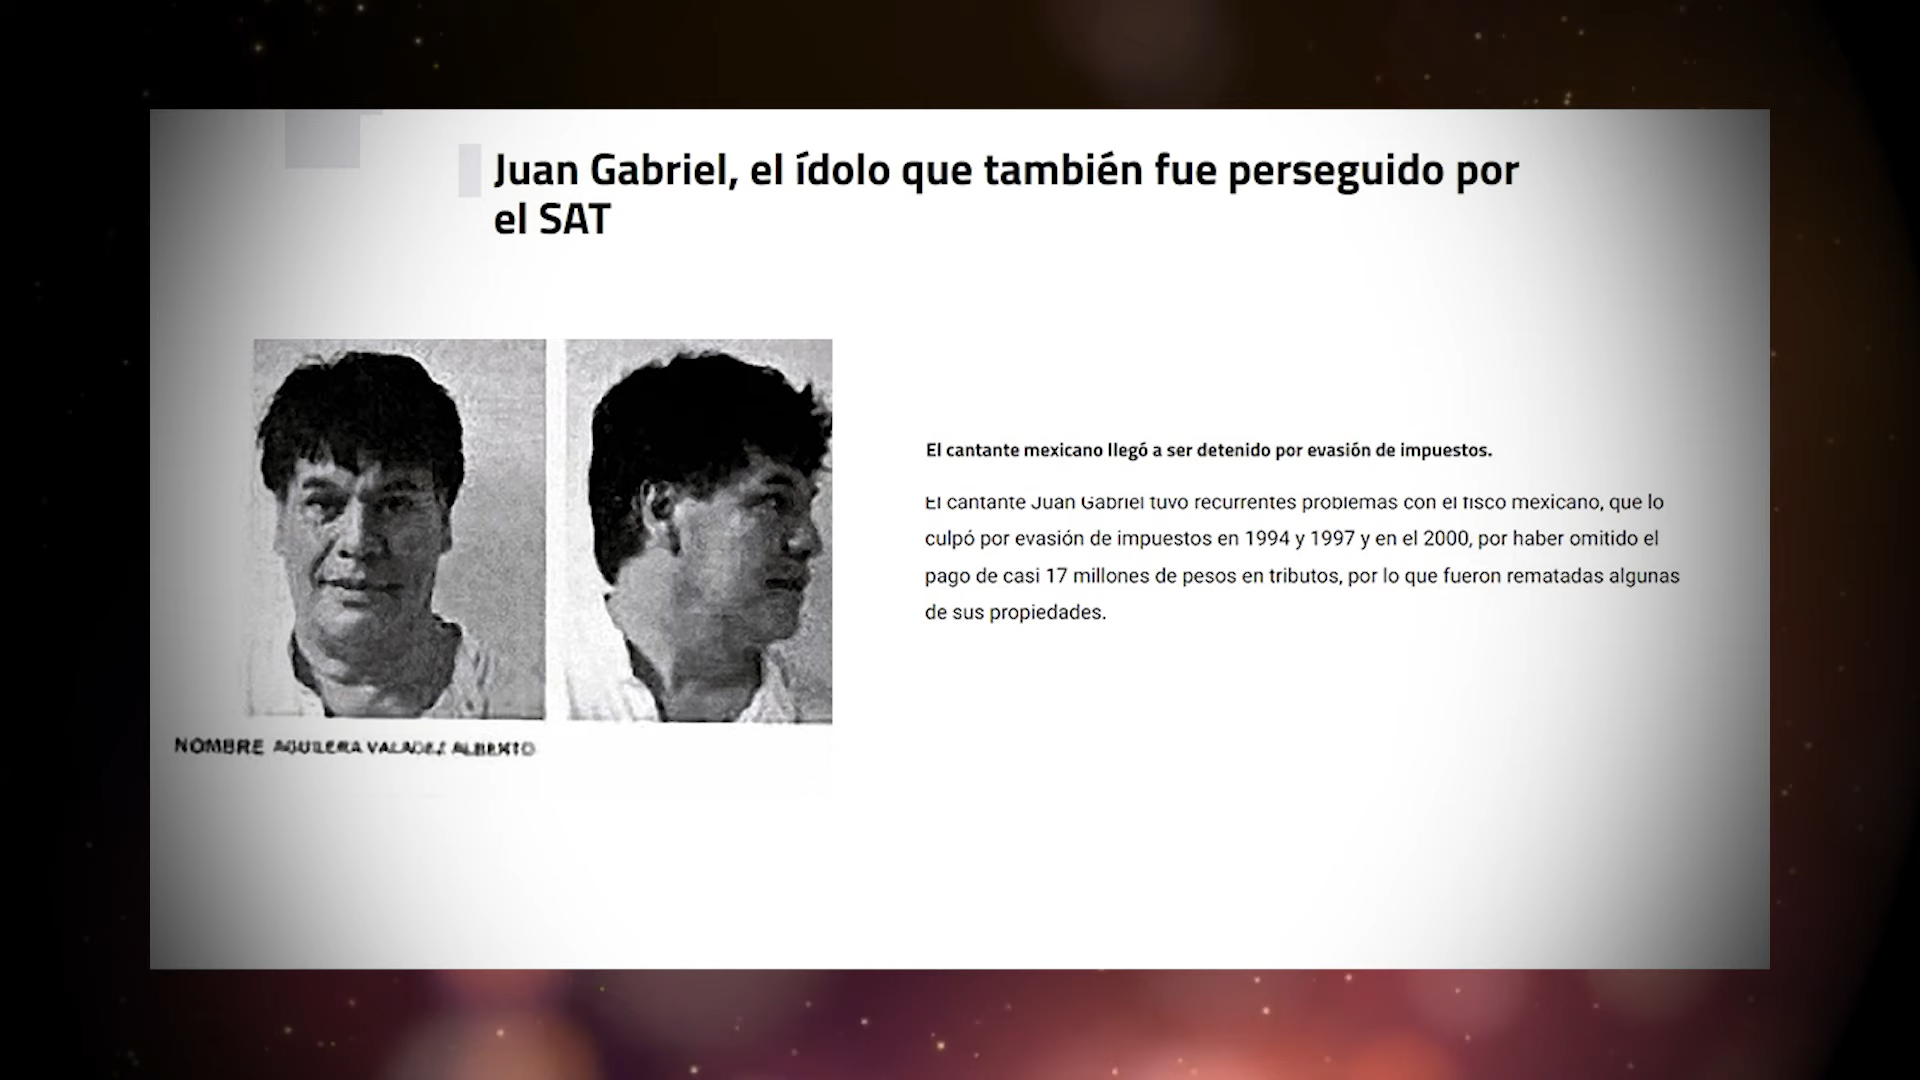 Juan Gabriel, el ídolo que también fue perseguido por
el SAT
El cantante mexicano llegó a ser detenido por evasión de impuestos.
El cantante Juan Gabriel tuvo recurrentes problemas con el fisco mexicano, que lo
culpó por evasión de impuestos en 1994 y 1997 y en el 2000, por haber omitido el
pago de casi 17 millones de pesos en tributos, por lo que fueron rematadas algunas
de sus propiedades.
NOMBRE AGUILERA VALADEZ ALBERTO